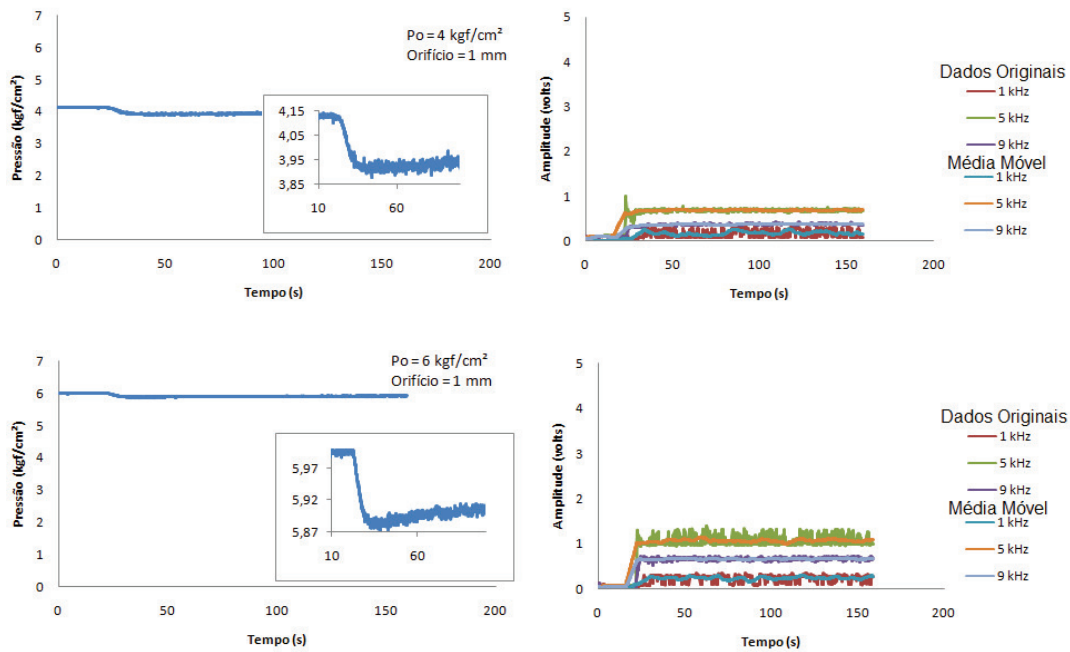 Po = 4 kgf/cm²
Orifício = 1 mm
Pressão (kgf/cm²)
7
6
5
4
3
2
1
0
0 50 100 150 200
Tempo (s)
4,15
4,05
3,95
3,85
10 60
Amplitude (volts)
5
4
3
2
1
0
0 50 100 150 200
Tempo (s)
Dados Originais
1 kHz
5 kHz
9 kHz
Média Móvel
1 kHz
5 kHz
9 kHz
Po = 6 kgf/cm²
Orifício = 1 mm
Pressão (kgf/cm²)
7
6
5
4
3
2
1
0
0 50 100 150 200
Tempo (s)
5,97
5,92
5,87
10 60
Amplitude (volts)
5
4
3
2
1
0
0 50 100 150 200
Tempo (s)
Dados Originais
1 kHz
5 kHz
9 kHz
Média Móvel
1 kHz
5 kHz
9 kHz